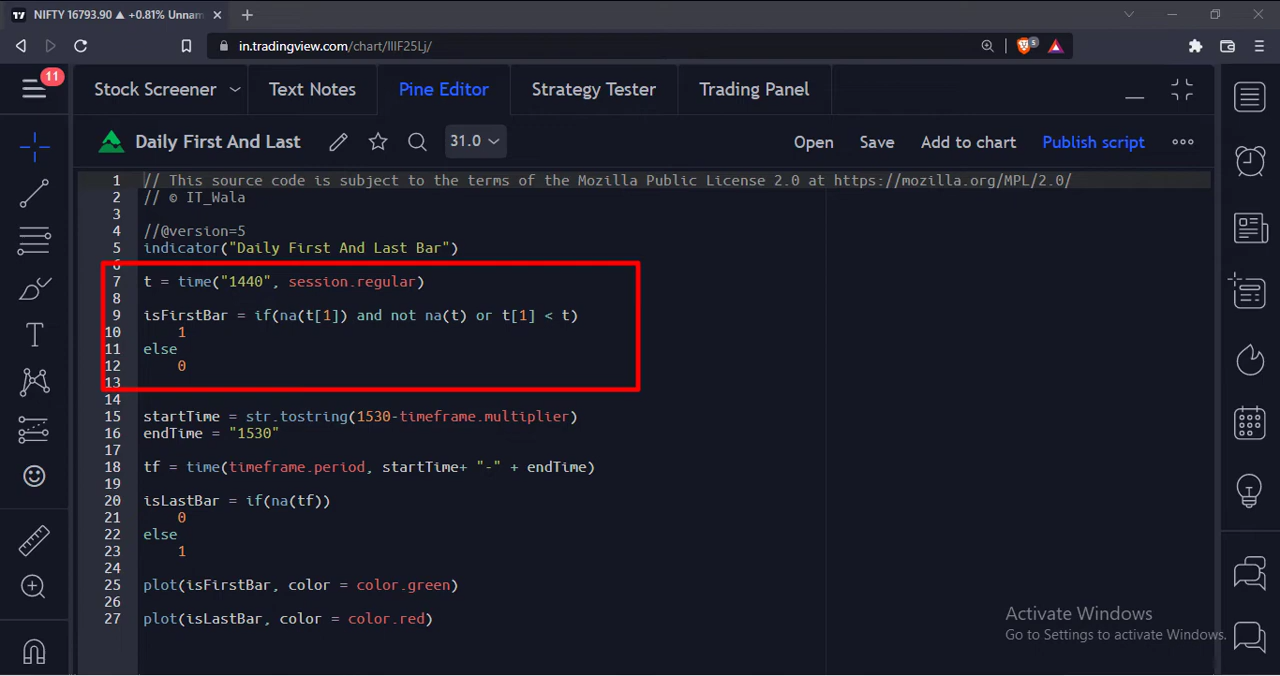 NIFTY 16793.90 ▲ +0.81% Unnam
in.tradingview.com/chart/
5
11
Stock Screener
Text Notes
Pine Editor
Strategy Tester
Trading Panel
Daily First And Last
31.0
Open
Save
Add to chart
Publish script
1 // This source code is subject to the terms of the Mozilla Public License 2.0 at https://mozilla.org/MPL/2.0/
2 // © IT_Wala
3
4 //@version=5
5 indicator("Daily First And Last Bar")
6
7 t = time("1440", session.regular)
8
9 isFirstBar = if(na(t[1]) and not na(t) or t[1] < t)
10     1
11 else
12     0
13
14
15 startTime = str.tostring(1530-timeframe.multiplier)
16 endTime = "1530"
17
18 tf = time(timeframe.period, startTime+ "-" + endTime)
19
20 isLastBar = if(na(tf))
21     0
22 else
23     1
24
25 plot(isFirstBar, color = color.green)
26
27 plot(isLastBar, color = color.red)
Activate Windows
Go to Settings to activate Windows.